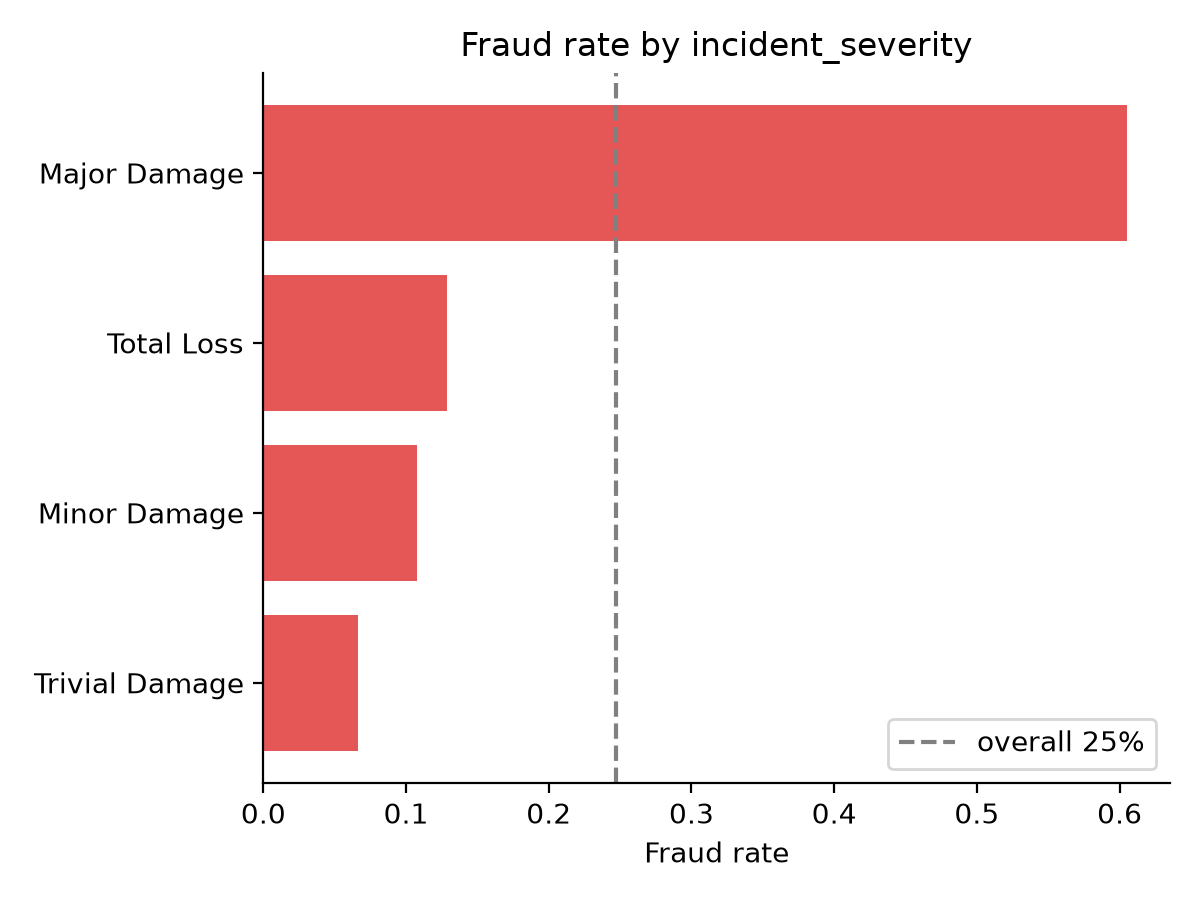 Fraud rate by incident_severity
Major Damage
Total Loss
Minor Damage
Trivial Damage
overall 25%
0.0 0.1 0.2 0.3 0.4 0.5 0.6
Fraud rate